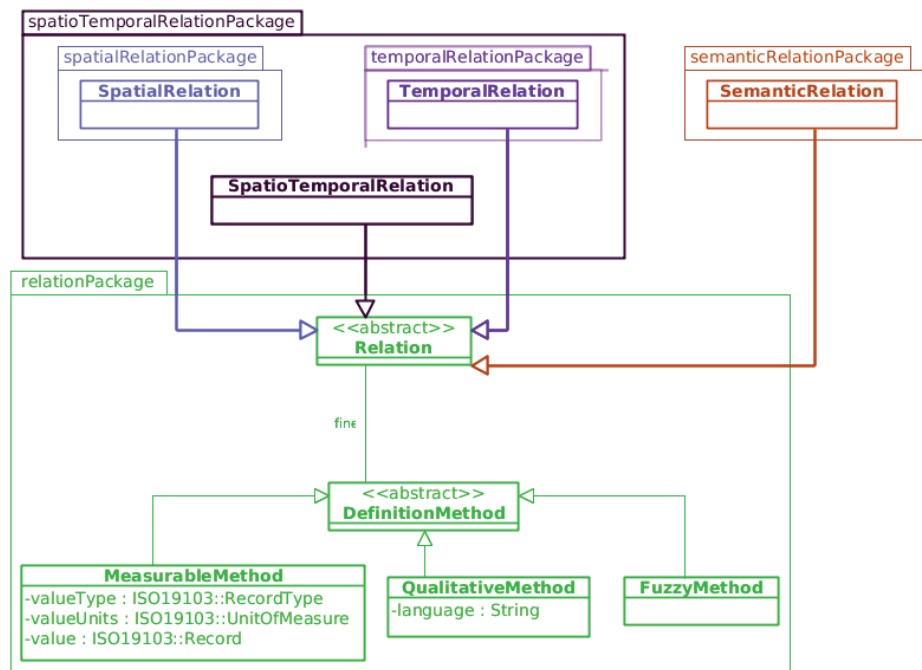 spatioTemporalRelationPackage
spatialRelationPackage
temporalRelationPackage
semanticRelationPackage
SpatialRelation
TemporalRelation
SemanticRelation
SpatioTemporalRelation
relationPackage
<<abstract>>
Relation
fine
<<abstract>>
DefinitionMethod
MeasurableMethod
-valueType : ISO19103::RecordType
-valueUnits : ISO19103::UnitOfMeasure
-value : ISO19103::Record
QualitativeMethod
-language : String
FuzzyMethod